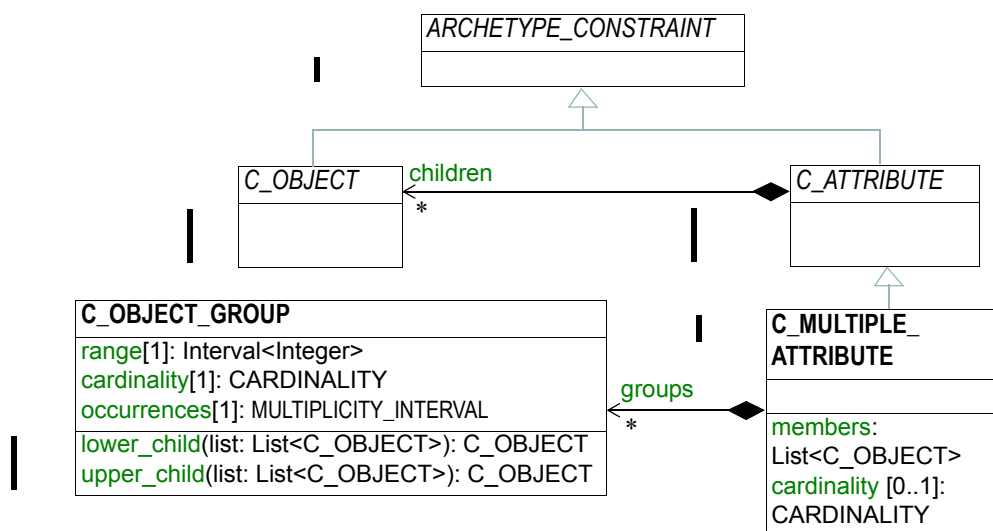 ARCHETYPE_CONSTRAINT
C_OBJECT
children
*
C_ATTRIBUTE
C_OBJECT_GROUP
range[1]: Interval<Integer>
cardinality[1]: CARDINALITY
occurrences[1]: MULTIPLICITY_INTERVAL
lower_child(list: List<C_OBJECT>): C_OBJECT
upper_child(list: List<C_OBJECT>): C_OBJECT
groups
*
C_MULTIPLE_
ATTRIBUTE
members:
List<C_OBJECT>
cardinality [0..1]:
CARDINALITY